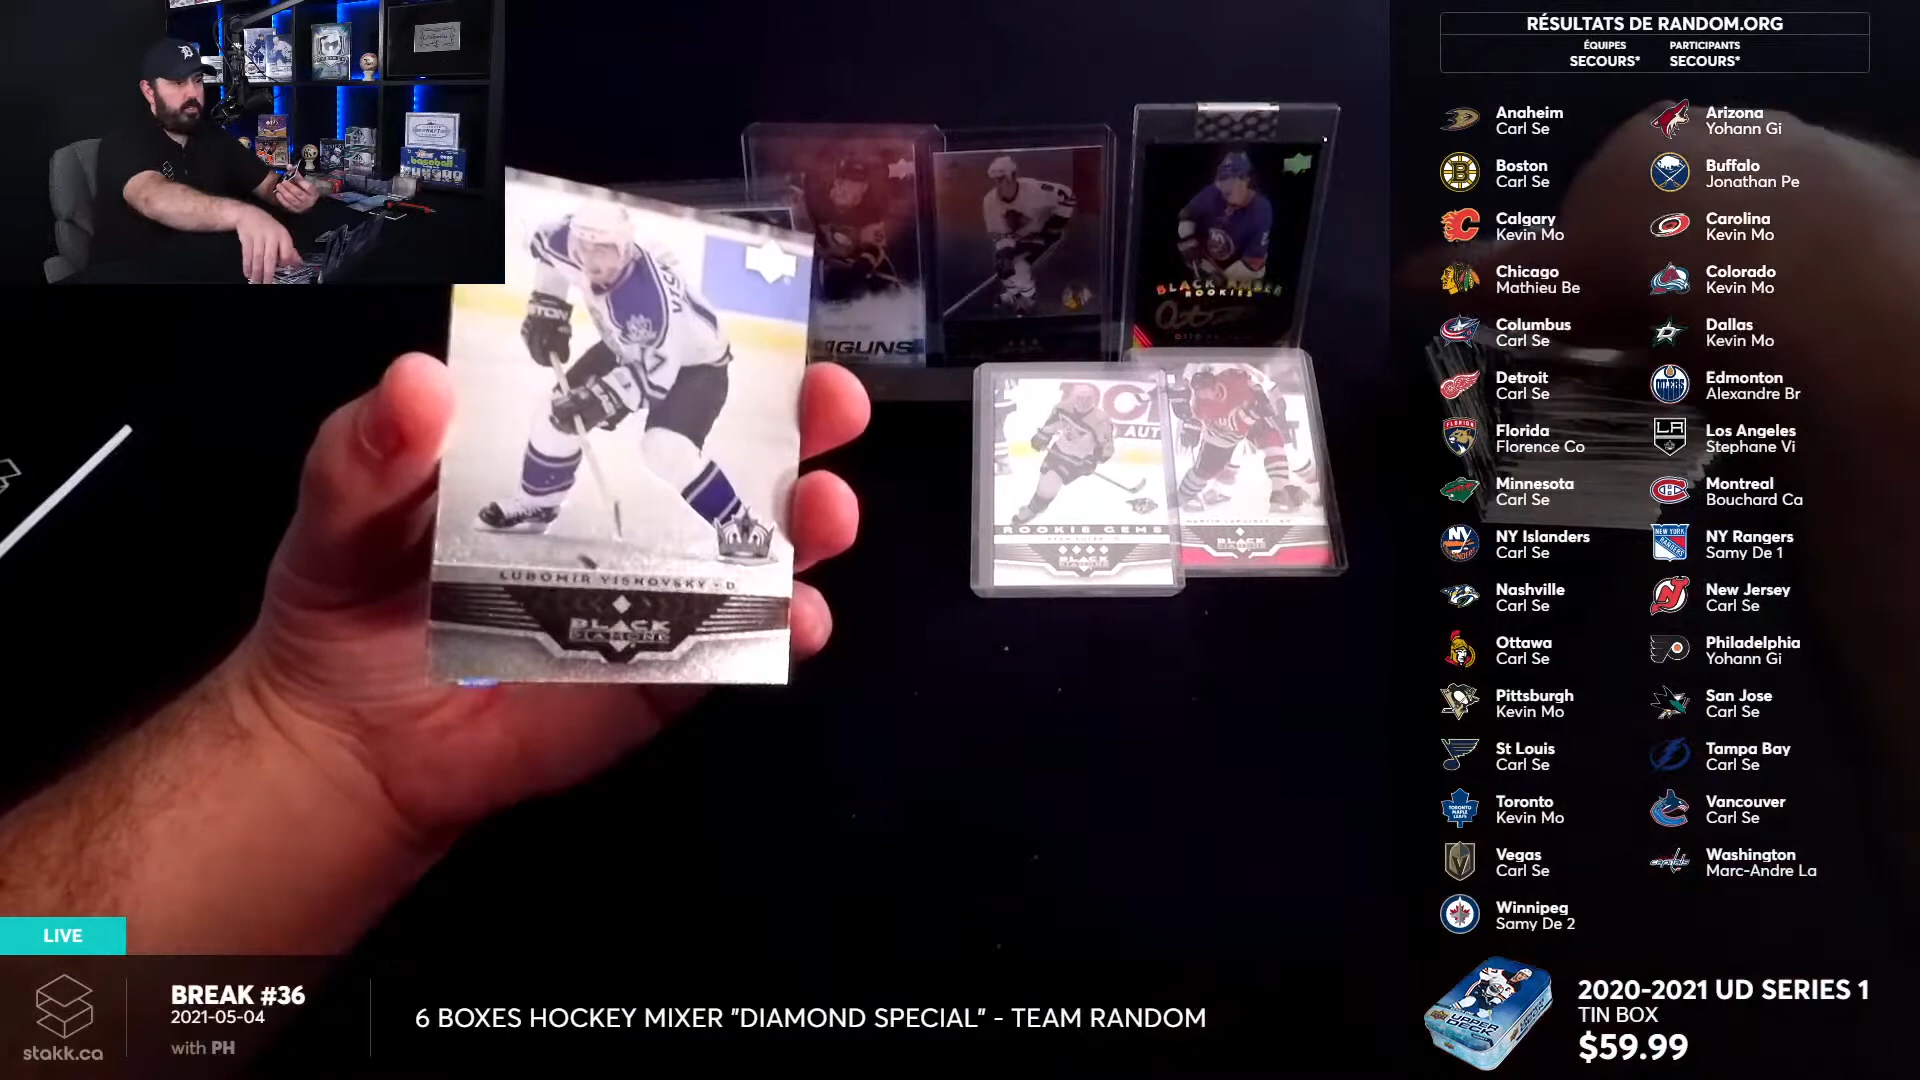 RÉSULTATS DE RANDOM.ORG
ÉQUIPES
SECOURS*
PARTICIPANTS
SECOURS*
Anaheim
Carl Se
Arizona
Yohann Gi
Boston
Carl Se
Buffalo
Jonathan Pe
Calgary
Kevin Mo
Carolina
Kevin Mo
Chicago
Mathieu Be
Colorado
Kevin Mo
Columbus
Carl Se
Dallas
Kevin Mo
Detroit
Carl Se
Edmonton
Alexandre Br
Florida
Florence Co
Los Angeles
Stephane Vi
Minnesota
Carl Se
Montreal
Bouchard Ca
NY Islanders
Carl Se
NY Rangers
Samy De 1
Nashville
Carl Se
New Jersey
Carl Se
Ottawa
Carl Se
Philadelphia
Yohann Gi
Pittsburgh
Kevin Mo
San Jose
Carl Se
St Louis
Carl Se
Tampa Bay
Carl Se
Toronto
Kevin Mo
Vancouver
Carl Se
Vegas
Carl Se
Washington
Marc-Andre La
Winnipeg
Samy De 2
LUBOMIR VISNOVSKY - D
BLACK
DIAMOND
ROOKIE GEMS
BLACK
DIAMOND
BLACK
DIAMOND
ROOKIES
LIVE
stakk.ca
BREAK #36
2021-05-04
with PH
6 BOXES HOCKEY MIXER "DIAMOND SPECIAL" - TEAM RANDOM
UPPER
DECK
2020-2021 UD SERIES 1
TIN BOX
$59.99